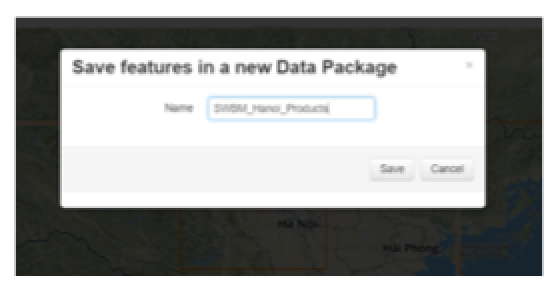 Save features in a new Data Package
×
Name SWBM_Hanoi_Products
Save Cancel
Hà Nội
Hải Phòng